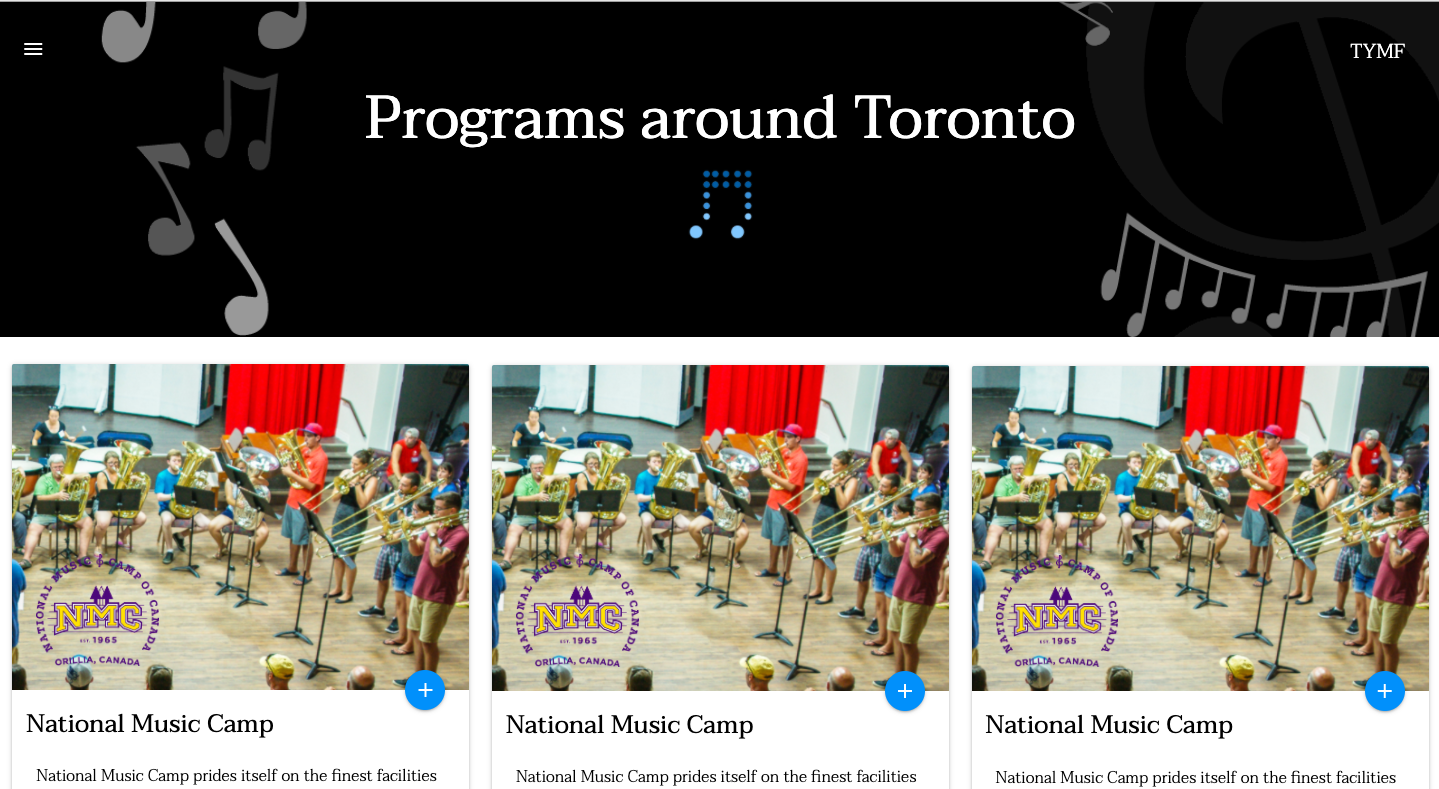 TYMF
Programs around Toronto
NATIONAL MUSIC CAMP OF CANADA
NMC
EST. 1965
ORILLIA, CANADA
NATIONAL MUSIC CAMP OF CANADA
NMC
EST. 1965
ORILLIA, CANADA
NATIONAL MUSIC CAMP OF CANADA
NMC
EST. 1965
ORILLIA, CANADA
National Music Camp
National Music Camp
National Music Camp
National Music Camp prides itself on the finest facilities
National Music Camp prides itself on the finest facilities
National Music Camp prides itself on the finest facilities